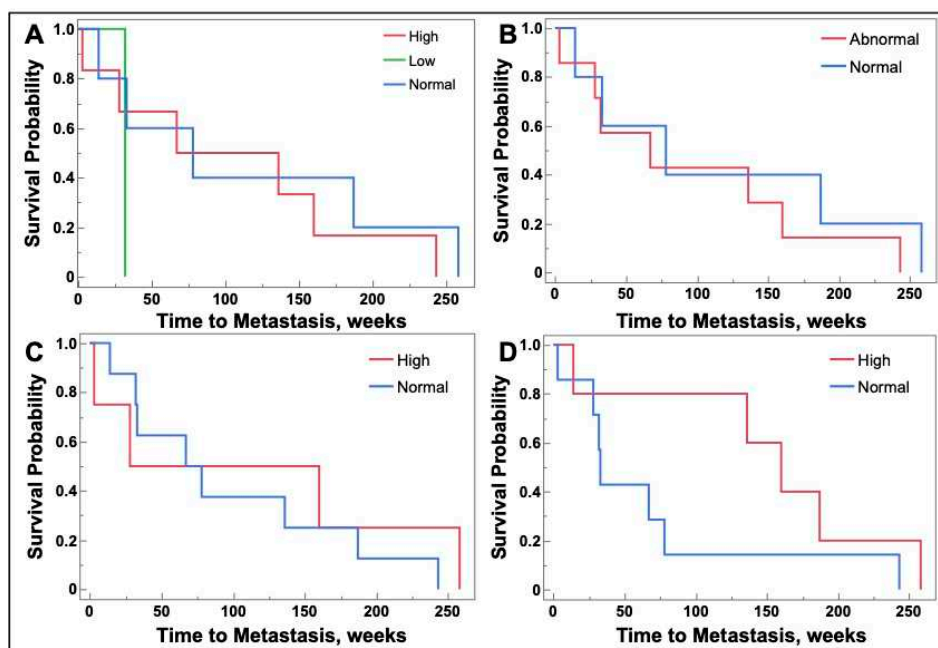 A
High
Low
Normal
1.0
0.8
0.6
0.4
0.2
0
Survival Probability
0 50 100 150 200 250
Time to Metastasis, weeks
B
Abnormal
Normal
1.0
0.8
0.6
0.4
0.2
0
Survival Probability
0 50 100 150 200 250
Time to Metastasis, weeks
C
High
Normal
1.0
0.8
0.6
0.4
0.2
0
Survival Probability
0 50 100 150 200 250
Time to Metastasis, weeks
D
High
Normal
1.0
0.8
0.6
0.4
0.2
0
Survival Probability
0 50 100 150 200 250
Time to Metastasis, weeks